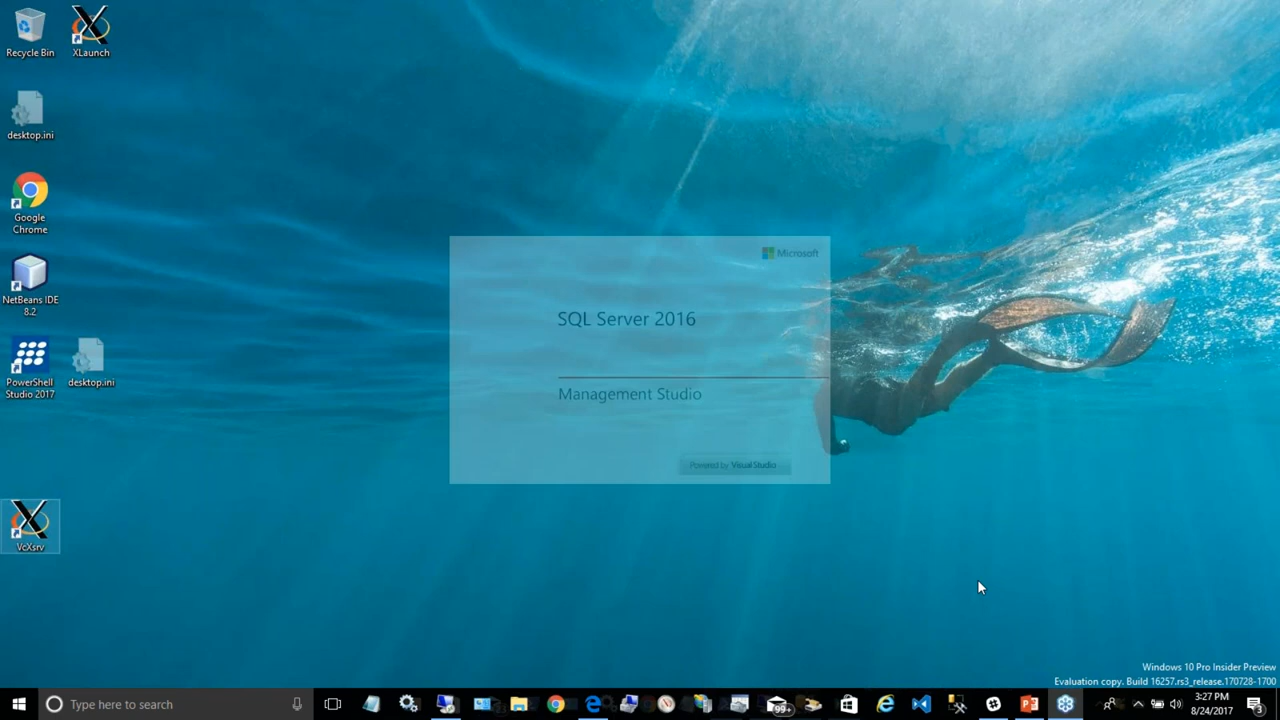 Recycle Bin
XLaunch
desktop.ini
Google
Chrome
NetBeans IDE
8.2
PowerShell
Studio 2017
desktop.ini
VcXsrv
Microsoft
SQL Server 2016
Management Studio
Powered by Visual Studio
Windows 10 Pro Insider Preview
Evaluation copy. Build 16257.rs3_release.170728-1700
Type here to search
99+
3:27 PM
8/24/2017
3